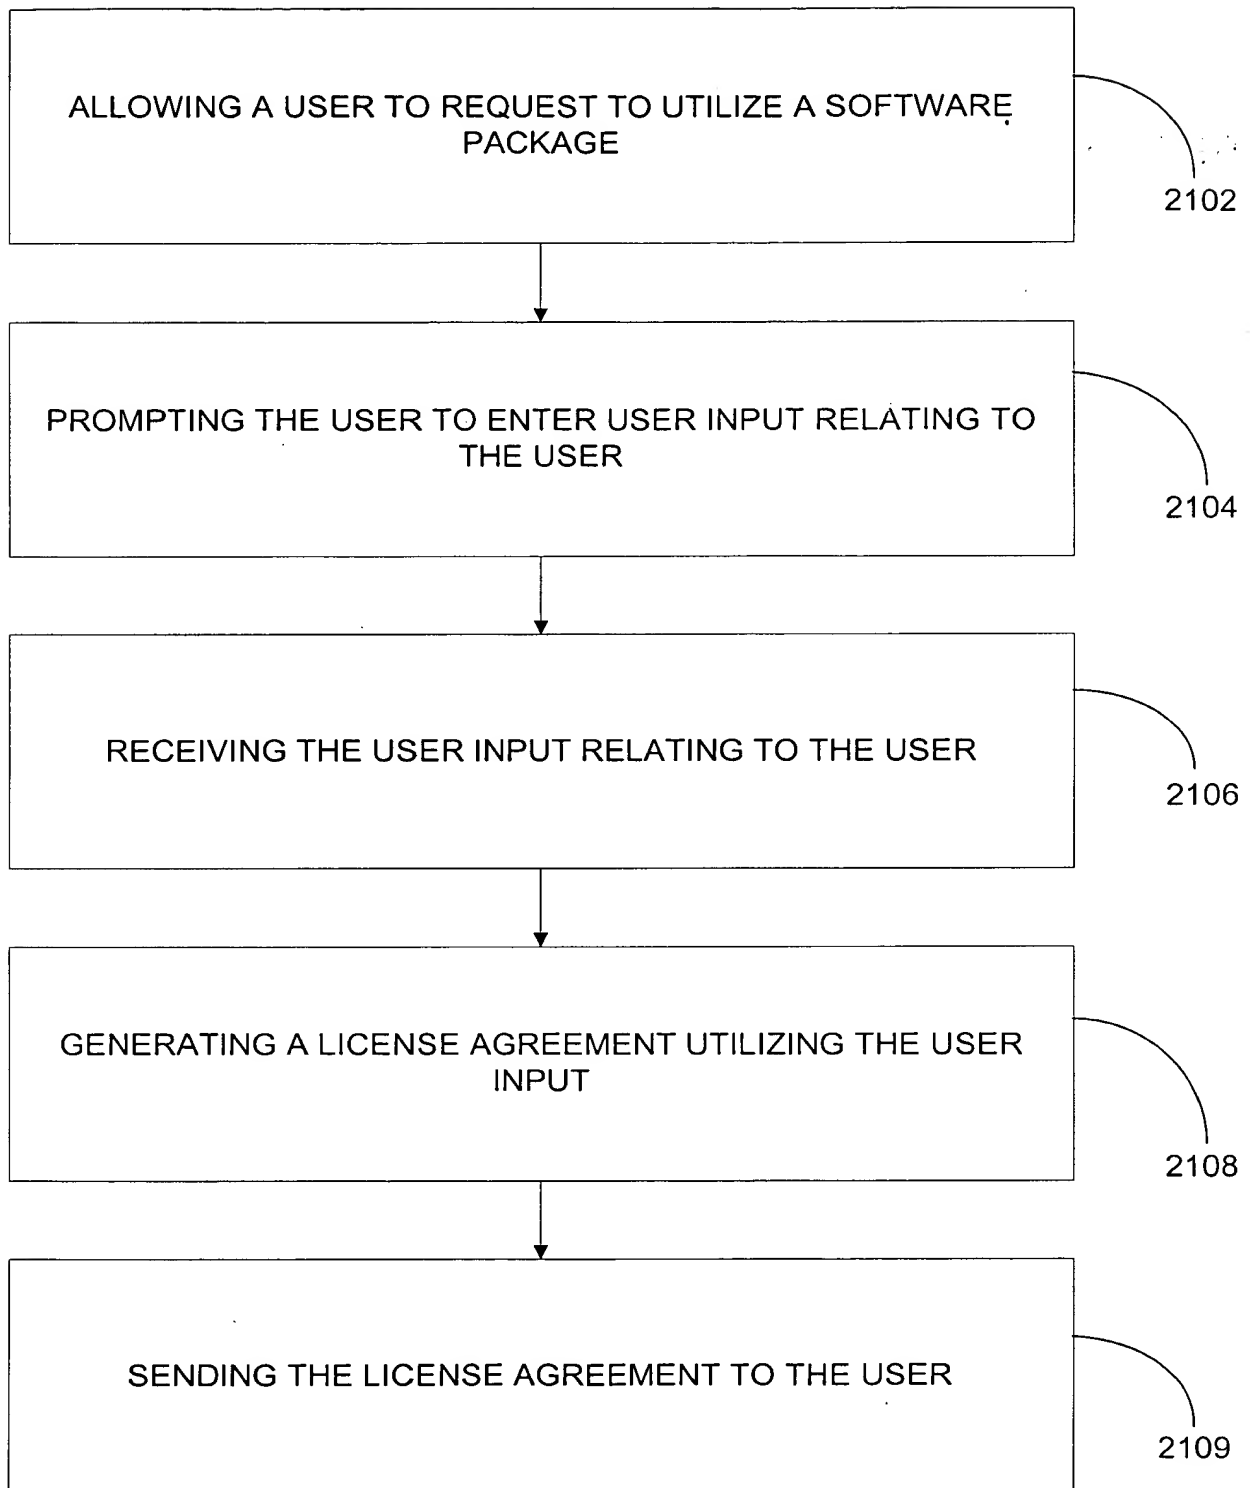 ALLOWING A USER TO REQUEST TO UTILIZE A SOFTWARE
PACKAGE
2102
PROMPTING THE USER TO ENTER USER INPUT RELATING TO
THE USER
2104
RECEIVING THE USER INPUT RELATING TO THE USER
2106
GENERATING A LICENSE AGREEMENT UTILIZING THE USER
INPUT
2108
SENDING THE LICENSE AGREEMENT TO THE USER
2109